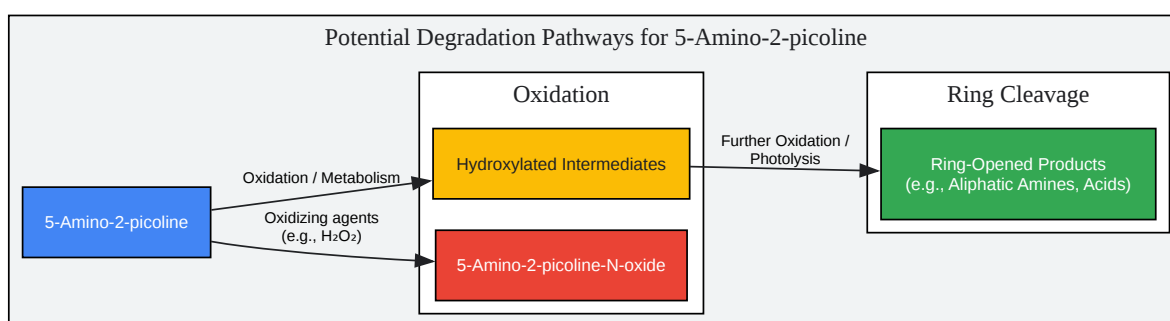 Potential Degradation Pathways for 5-Amino-2-picoline
Oxidation
Ring Cleavage
5-Amino-2-picoline
Oxidation / Metabolism
Oxidizing agents
(e.g., H₂O₂)
Hydroxylated Intermediates
5-Amino-2-picoline-N-oxide
Further Oxidation /
Photolysis
Ring-Opened Products
(e.g., Aliphatic Amines, Acids)